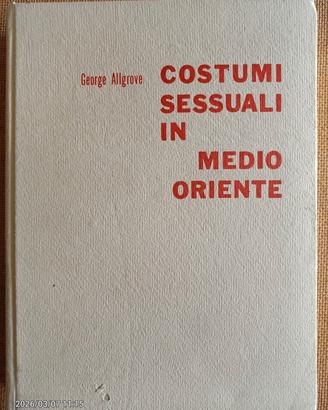 George Allgrove
COSTUMI
SESSUALI
IN
MEDIO
ORIENTE
2026/03/07 11:15